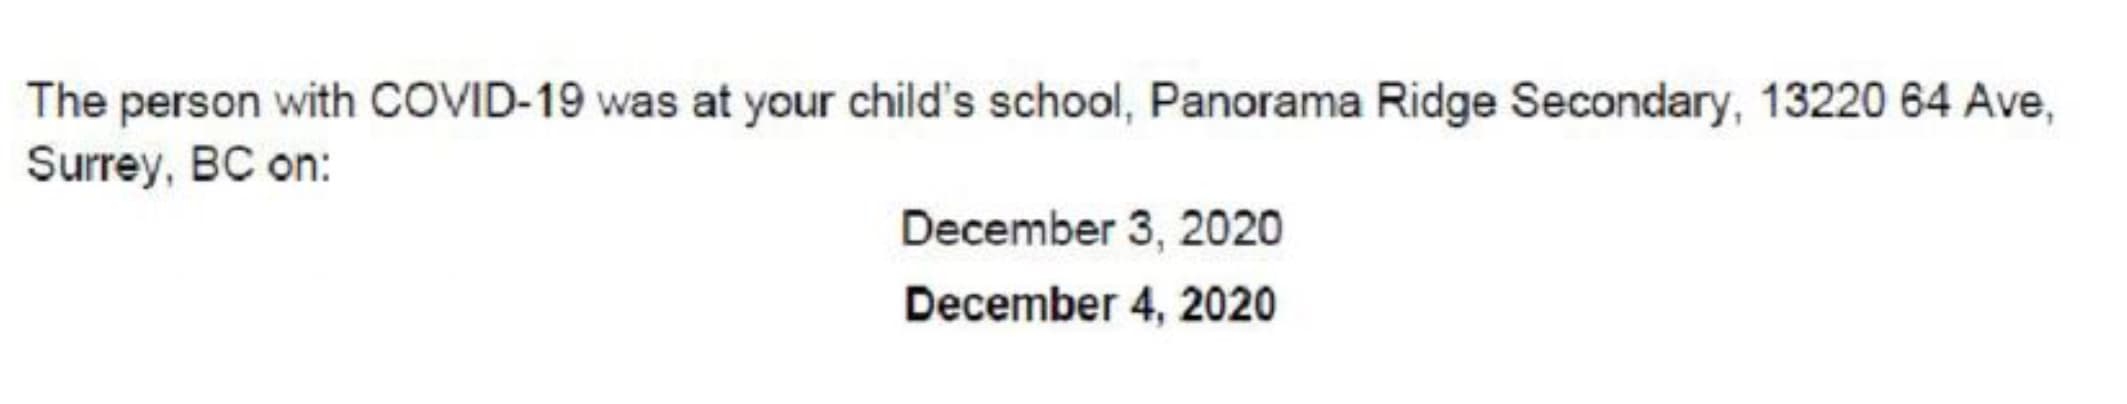 The person with COVID-19 was at your child's school, Panorama Ridge Secondary, 13220 64 Ave,
Surrey, BC on:
December 3, 2020
December 4, 2020